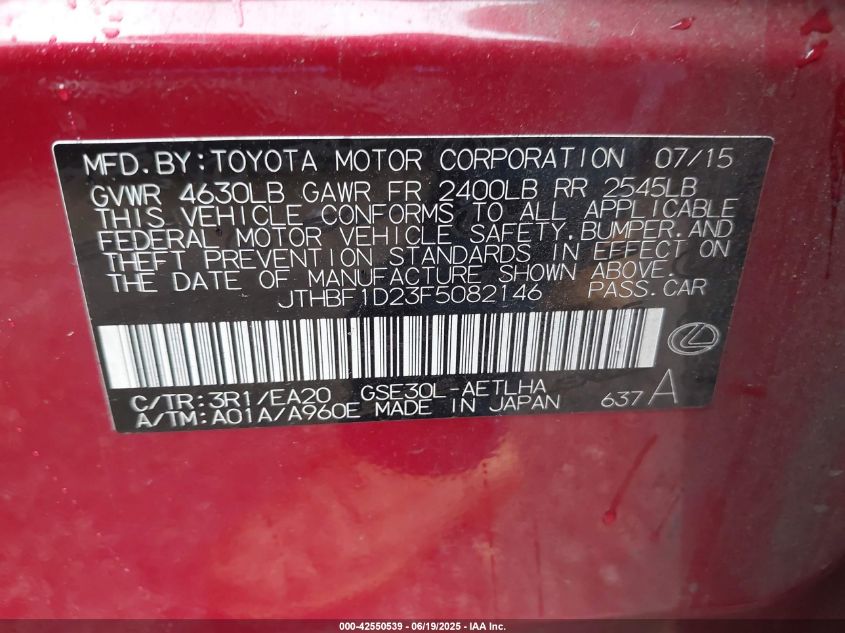 MFD.BY:TOYOTA MOTOR CORPORATION 07/15
GVWR 4630LB GAWR FR 2400LB RR 2545LB
THIS VEHICLE CONFORMS TO ALL APPLICABLE
FEDERAL MOTOR VEHICLE SAFETY.BUMPER.AND
THEFT PREVENTION STANDARDS IN EFFECT ON
THE DATE OF MANUFACTURE SHOWN ABOVE.
JTHBF1D23F5082146 PASS.CAR
C/TR:3R1/EA20 GSE30L-AETLHA
A/TM:A01A/A960E MADE IN JAPAN 637A
000-42550539 - 06/19/2025 - IAA Inc.